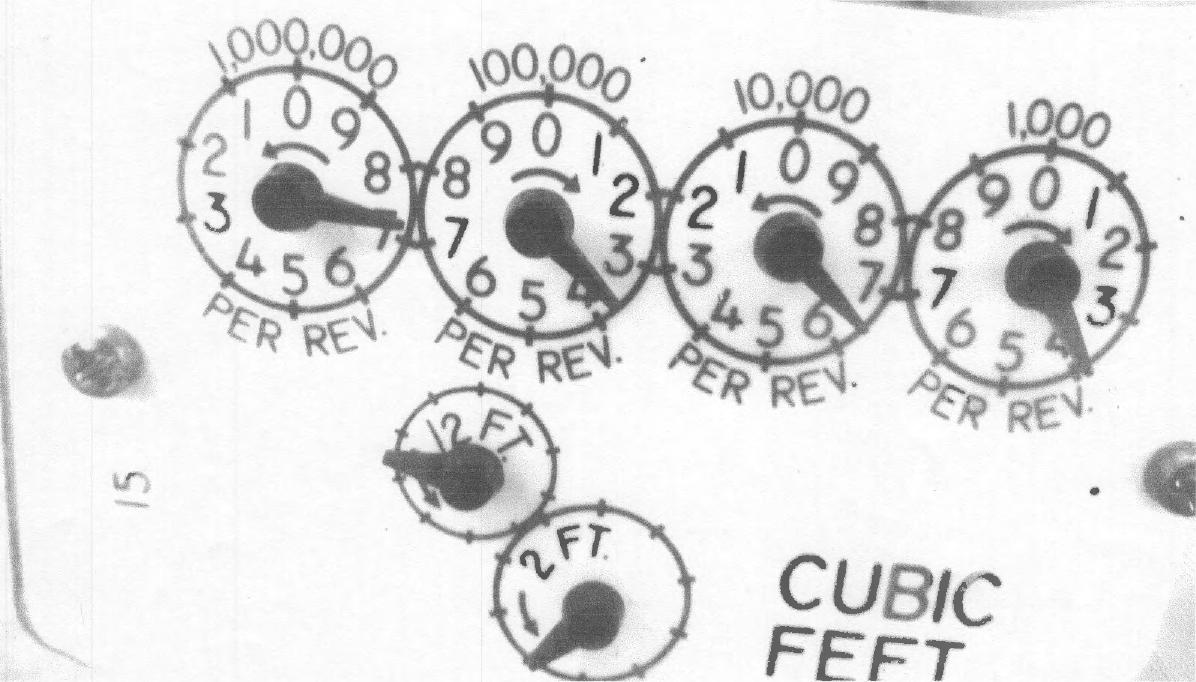 1,000,000
1 0 9
2 8
3 7
4 5 6
PER REV.
100,000
9 0 1
8 2
7 3
6 5 4
PER REV.
10,000
1 0 9
2 8
3 7
4 5 6
PER REV.
1,000
9 0 1
8 2
7 3
6 5 4
PER REV.
1/2 FT.
2 FT.
15
CUBIC
FEET